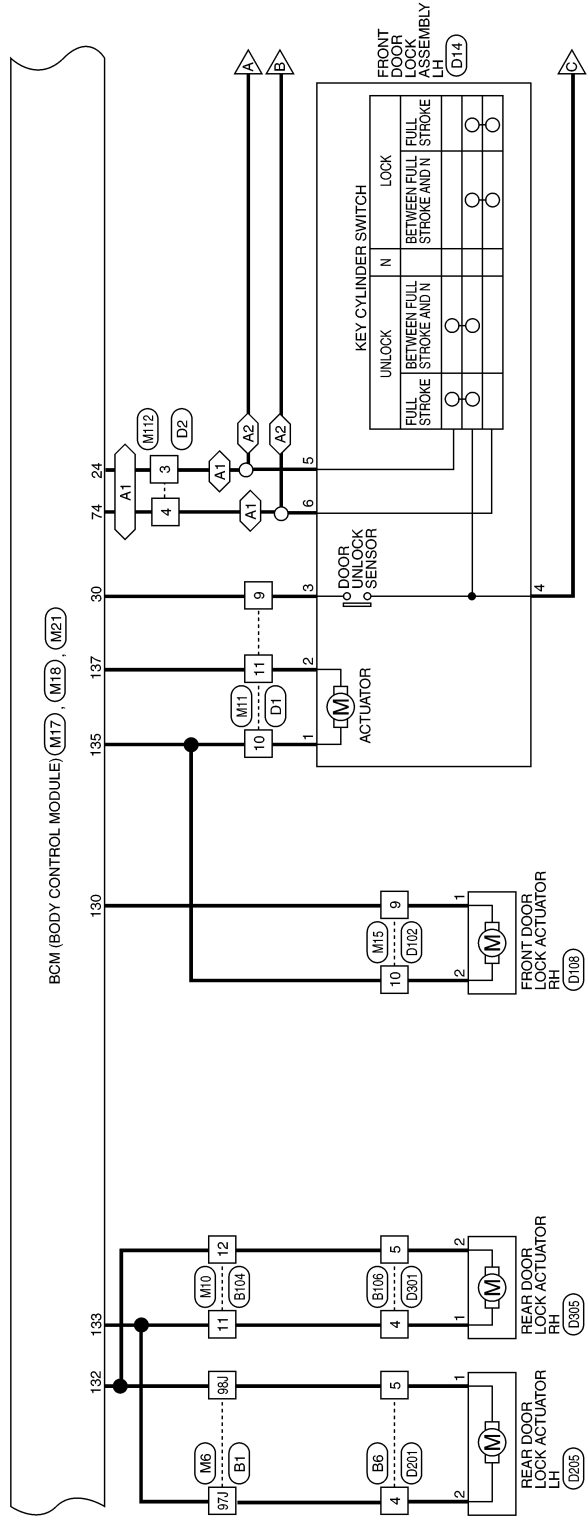 BCM (BODY CONTROL MODULE) M17 , M18 , M21
132
133
130
135
137
30
74
24
A1
M112
D2
4
3
A1
A1
A2
A2
A
B
M6
B1
97J
98J
M10
B104
11
12
B6
D201
4
5
B106
D301
4
5
M15
D102
10
9
M11
D1
10
11
9
2
1
M
REAR DOOR
LOCK ACTUATOR
LH
D205
1
2
M
REAR DOOR
LOCK ACTUATOR
RH
D305
2
1
M
FRONT DOOR
LOCK ACTUATOR
RH
D108
1
2
3
6
5
M
ACTUATOR
DOOR
UNLOCK
SENSOR
4
KEY CYLINDER SWITCH
UNLOCK
N
LOCK
FULL
STROKE
BETWEEN FULL
STROKE AND N
BETWEEN FULL
STROKE AND N
FULL
STROKE
FRONT
DOOR
LOCK
ASSEMBLY
LH
D14
C